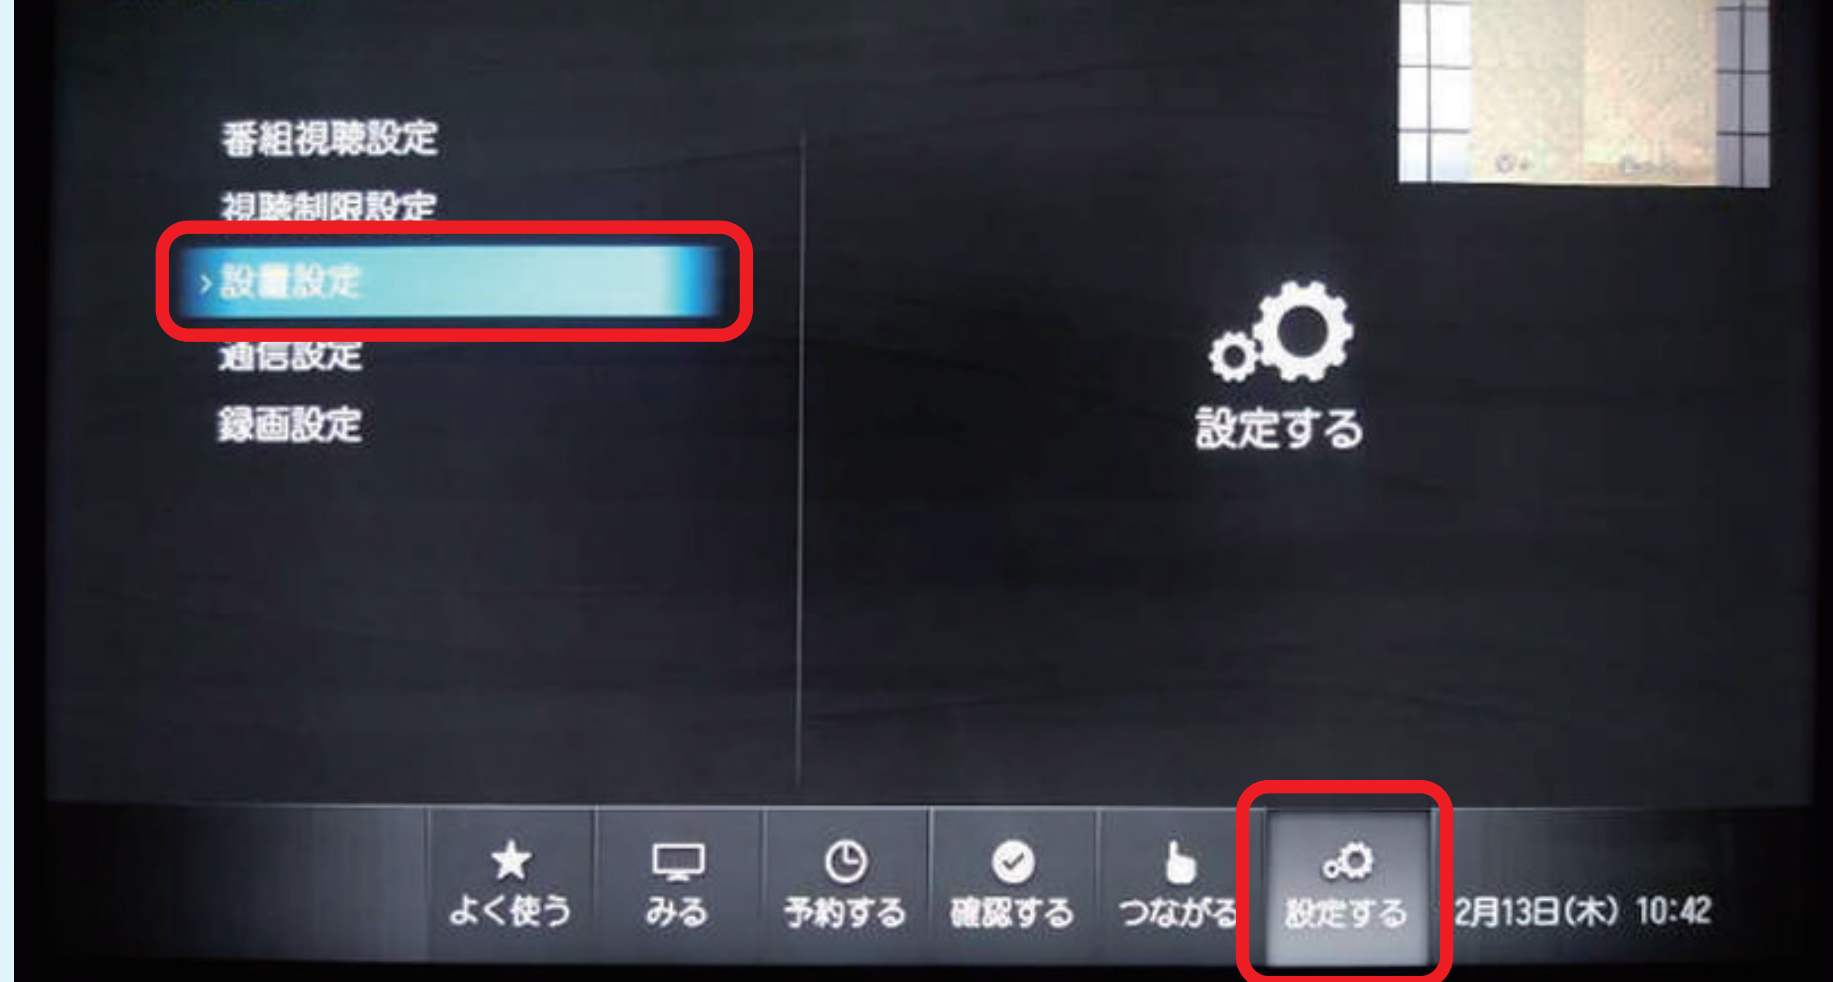 番組視聴設定
視聴制限設定
設置設定
通信設定
録画設定
設定する
よく使う
みる
予約する
確認する
つながる
設定する
2月13日(木) 10:42